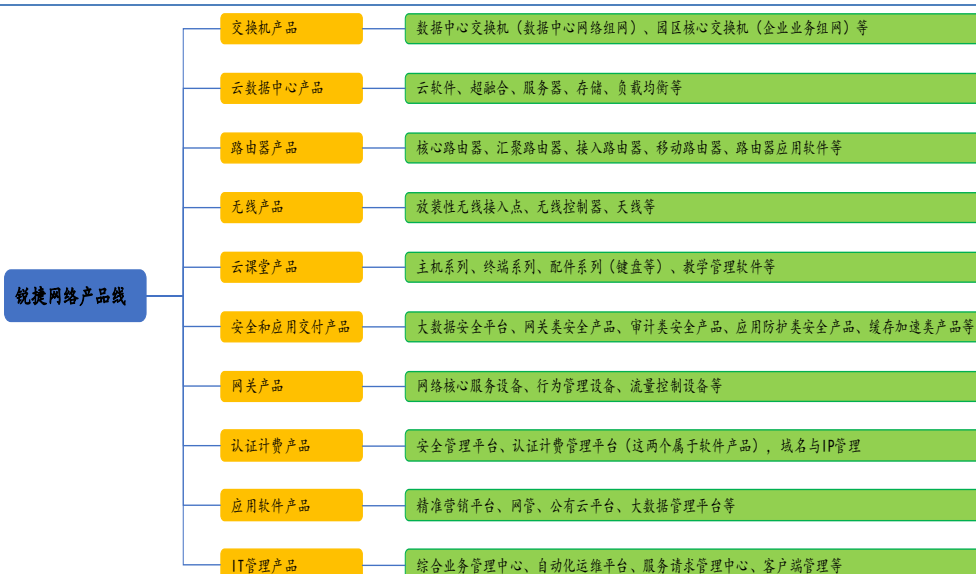 交换机产品
数据中心交换机（数据中心网络组网）、园区核心交换机（企业业务组网）等
云数据中心产品
云软件、超融合、服务器、存储、负载均衡等
路由器产品
核心路由器、汇聚路由器、接入路由器、移动路由器、路由器应用软件等
无线产品
放装性无线接入点、无线控制器、天线等
云课堂产品
主机系列、终端系列、配件系列（键盘等）、教学管理软件等
锐捷网络产品线
安全和应用交付产品
大数据安全平台、网关类安全产品、审计类安全产品、应用防护类安全产品、缓存加速类产品等
网关产品
网络核心服务设备、行为管理设备、流量控制设备等
认证计费产品
安全管理平台、认证计费管理平台（这两个属于软件产品），域名与IP管理
应用软件产品
精准营销平台、网管、公有云平台、大数据管理平台等
IT管理产品
综合业务管理中心、自动化运维平台、服务请求管理中心、客户端管理等